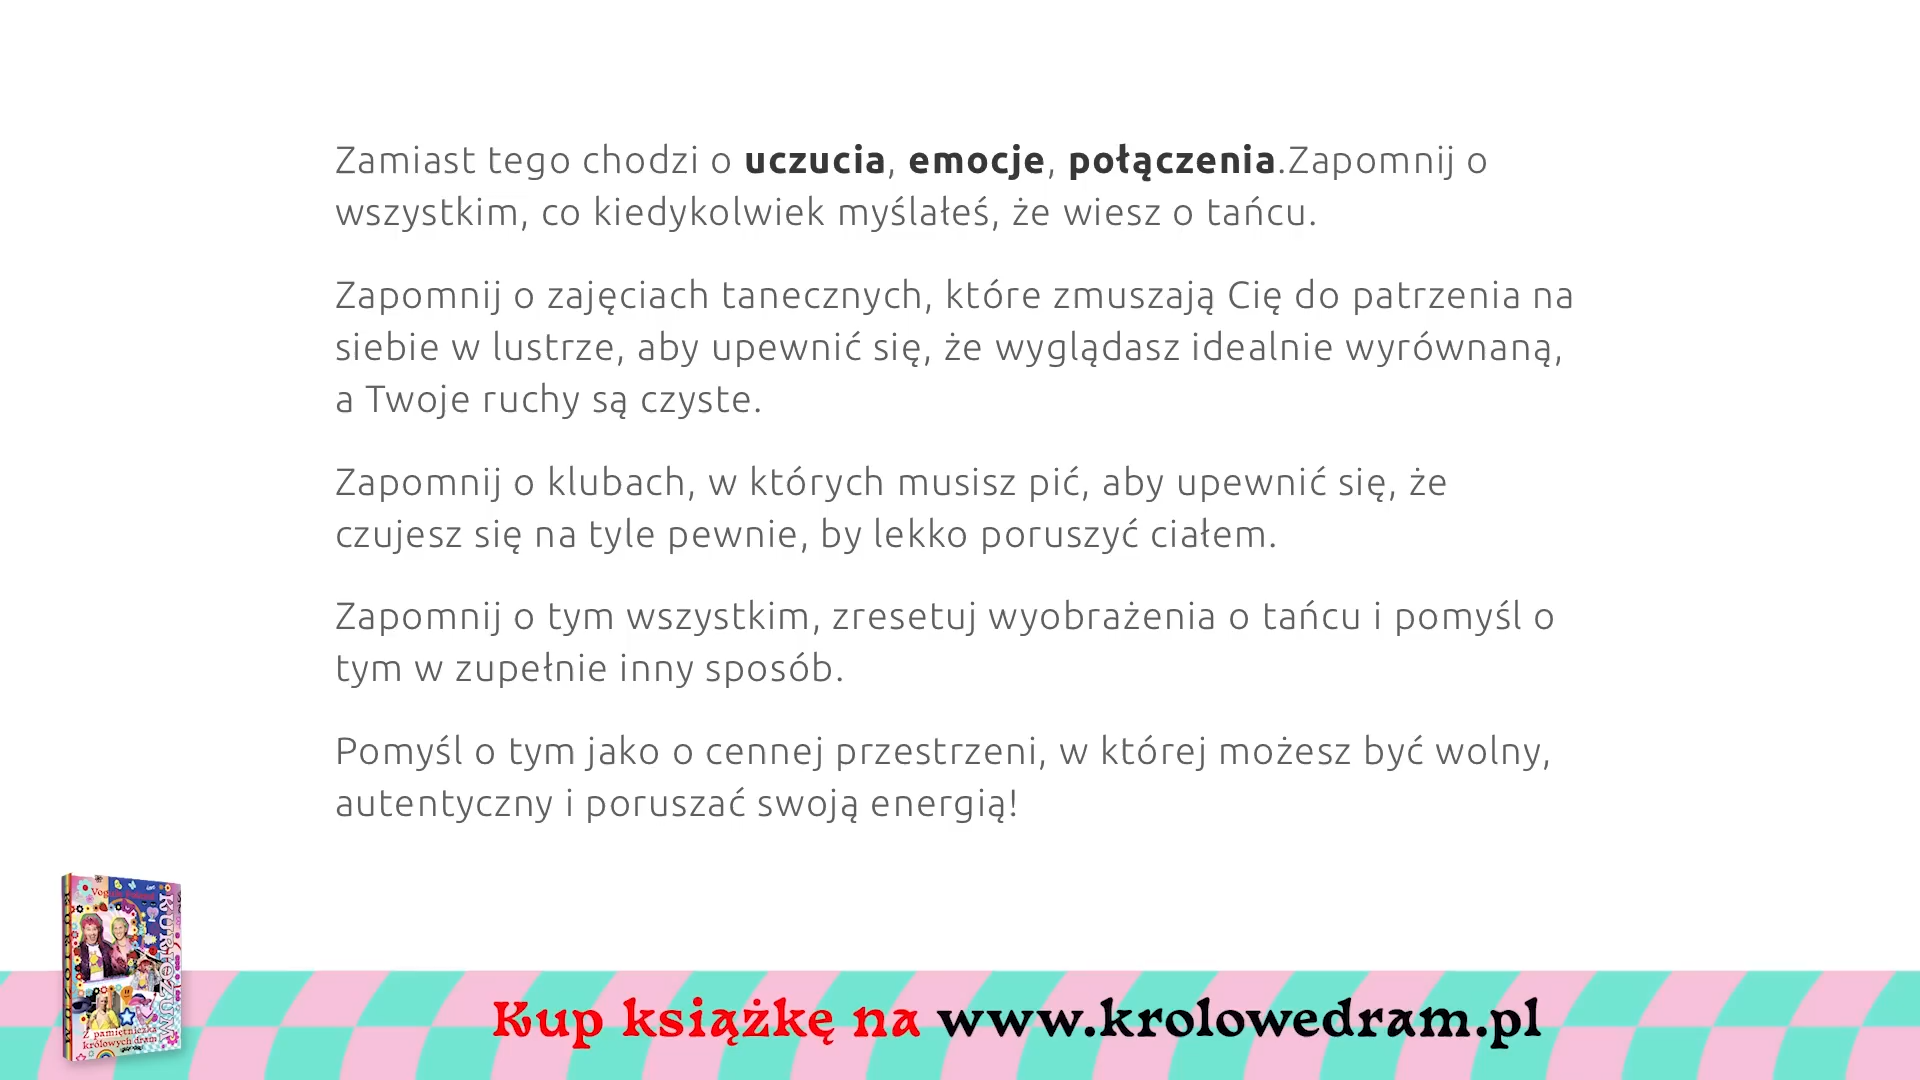 Zamiast tego chodzi o uczucia, emocje, połączenia.Zapomnij o
wszystkim, co kiedykolwiek myślałeś, że wiesz o tańcu.
Zapomnij o zajęciach tanecznych, które zmuszają Cię do patrzenia na
siebie w lustrze, aby upewnić się, że wyglądasz idealnie wyrównaną,
a Twoje ruchy są czyste.
Zapomnij o klubach, w których musisz pić, aby upewnić się, że
czujesz się na tyle pewnie, by lekko poruszyć ciałem.
Zapomnij o tym wszystkim, zresetuj wyobrażenia o tańcu i pomyśl o
tym w zupełnie inny sposób.
Pomyśl o tym jako o cennej przestrzeni, w której możesz być wolny,
autentyczny i poruszać swoją energią!
Z pamiętniczka
królowych dram
Kup książkę na www.krolowedram.pl